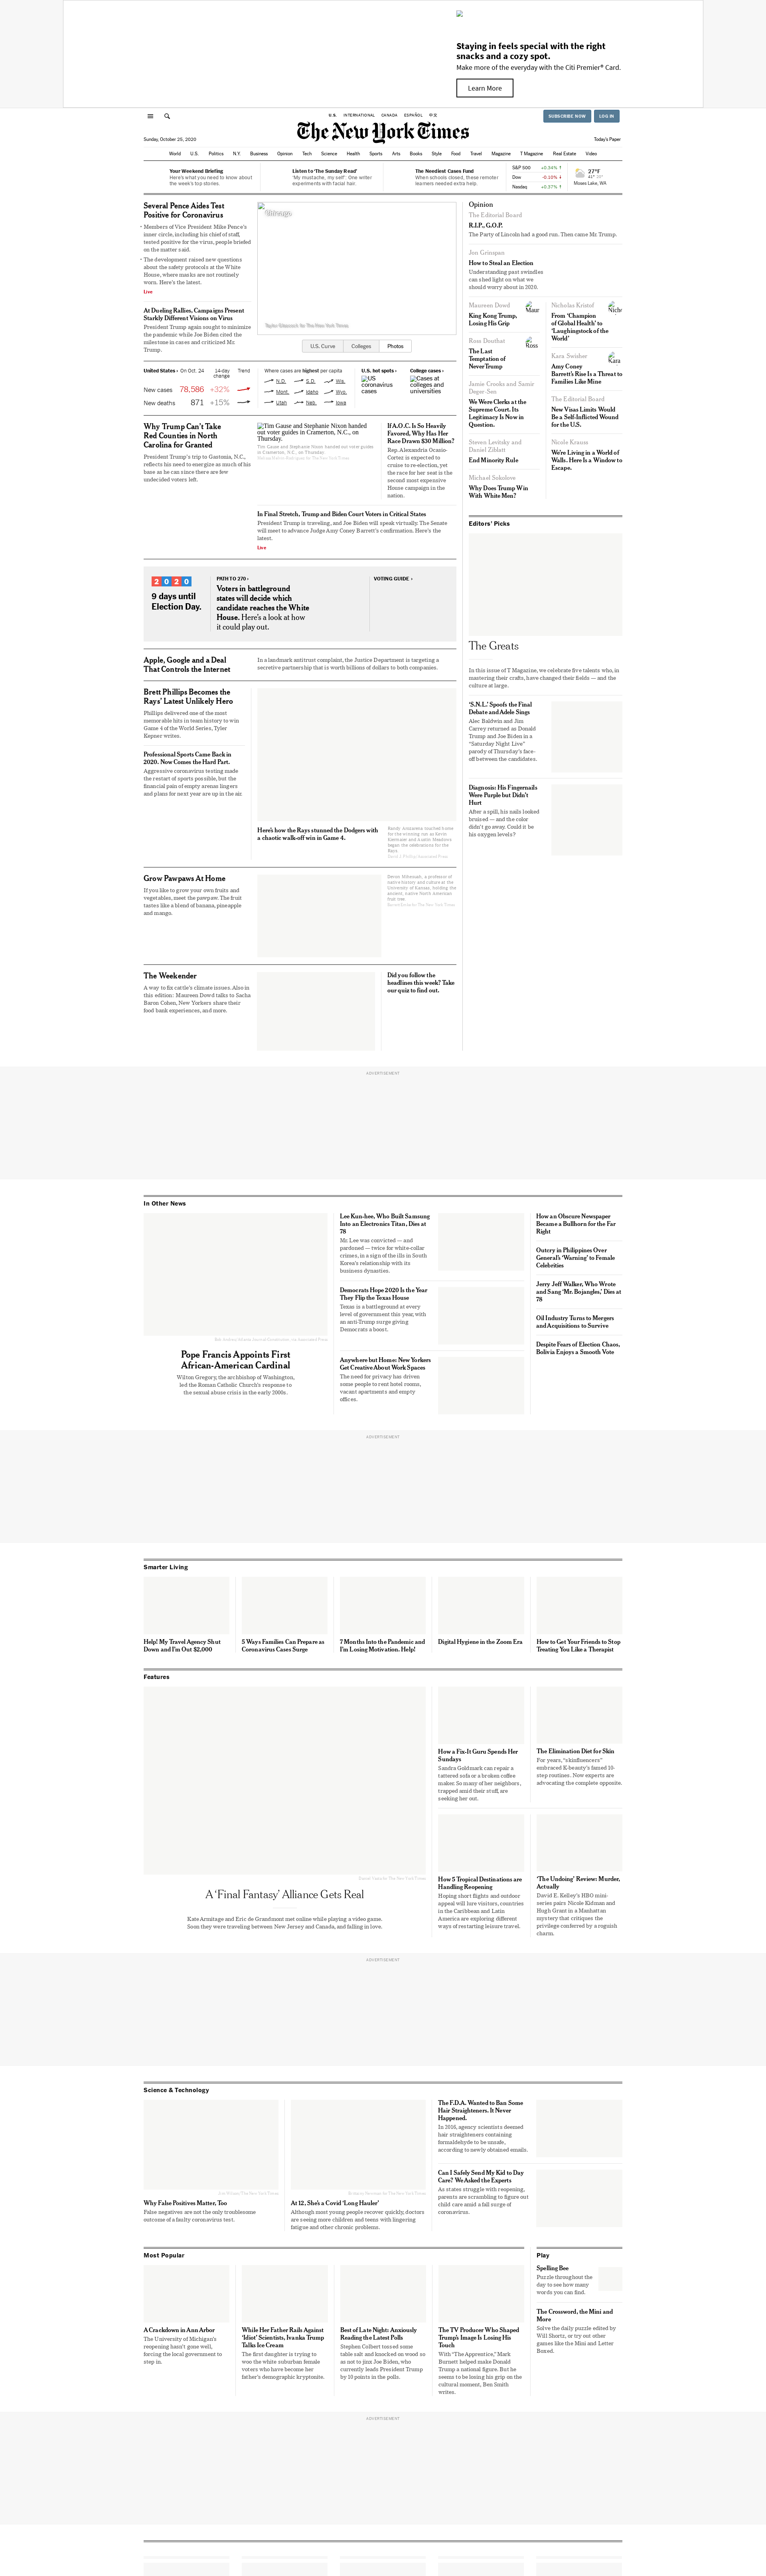 Staying in feels special with the right
snacks and a cozy spot.
Make more of the everyday with the Citi Premier® Card.
Learn More
U.S. INTERNATIONAL CANADA ESPAÑOL 中文
SUBSCRIBE NOW LOG IN
The New York Times
Sunday, October 25, 2020
Today's Paper
World U.S. Politics N.Y. Business Opinion Tech Science Health Sports Arts Books Style Food Travel Magazine T Magazine Real Estate Video
Your Weekend Briefing
Here's what you need to know about
the week's top stories.
Listen to 'The Sunday Read'
'My mustache, my self': One writer
experiments with facial hair.
The Neediest Cases Fund
When schools closed, these remote
learners needed extra help.
S&P 500 +0.34%
Dow -0.10%
Nasdaq +0.37%
27°F
Moses Lake, WA
Several Pence Aides Test
Positive for Coronavirus
Members of Vice President Mike Pence's
inner circle, including his chief of staff,
tested positive for the virus, people briefed
on the matter said.
The development raised new questions
about the safety protocols at the White
House, where masks are not routinely
worn. Here's the latest.
Live
At Dueling Rallies, Campaigns Present
Starkly Different Visions on Virus
President Trump again sought to minimize
the pandemic while Joe Biden cited the
milestone in cases and criticized Mr.
Trump.
Chicago
Taylor Glascock for The New York Times
U.S. Curve Colleges Photos
United States › On Oct. 24 14-day
change Trend
New cases 78,586 +32%
New deaths 871 +15%
Where cases are highest per capita
N.D. S.D. Wis.
Mont. Idaho Wyo.
Utah Neb. Iowa
U.S. hot spots ›
US
coronavirus
cases
College cases ›
Cases at
colleges and
universities
Why Trump Can't Take
Red Counties in North
Carolina for Granted
President Trump's trip to Gastonia, N.C.,
reflects his need to energize as much of his
base as he can since there are few
undecided voters left.
Tim Gause and Stephanie Nixon handed
out voter guides in Cramerton, N.C., on
Thursday.
Tim Gause and Stephanie Nixon handed out voter guides
in Cramerton, N.C., on Thursday.
If A.O.C. Is So Heavily
Favored, Why Has Her
Race Drawn $30 Million?
Rep. Alexandria Ocasio-
Cortez is expected to
cruise to re-election, yet
the race for her seat is the
second most expensive
House campaign in the
nation.
In Final Stretch, Trump and Biden Court Voters in Critical States
President Trump is traveling, and Joe Biden will speak virtually. The Senate
will meet to advance Judge Amy Coney Barrett's confirmation. Here's the
latest.
Live
2020
9 days until
Election Day.
PATH TO 270 ›
Voters in battleground
states will decide which
candidate reaches the White
House. Here's a look at how
it could play out.
VOTING GUIDE ›
Apple, Google and a Deal
That Controls the Internet
In a landmark antitrust complaint, the Justice Department is targeting a
secretive partnership that is worth billions of dollars to both companies.
Brett Phillips Becomes the
Rays' Latest Unlikely Hero
Phillips delivered one of the most
memorable hits in team history to win
Game 4 of the World Series, Tyler
Kepner writes.
Professional Sports Came Back in
2020. Now Comes the Hard Part.
Aggressive coronavirus testing made
the restart of sports possible, but the
financial pain of empty arenas lingers
and plans for next year are up in the air.
Here's how the Rays stunned the Dodgers with
a chaotic walk-off win in Game 4.
Randy Arozarena reached home
for the winning run as Kevin
Kiermaier and Austin Meadows
began the celebrations for the
Rays.
Grow Pawpaws At Home
If you like to grow your own fruits and
vegetables, meet the pawpaw. The fruit
tastes like a blend of banana, pineapple
and mango.
native history and culture at the
University of Kansas, holding the
ancient, native North American
fruit tree.
The Weekender
A way to fix cattle's climate issues. Also in
this edition: Maureen Dowd talks to Sacha
Baron Cohen, New Yorkers share their
food bank experiences, and more.
Did you follow the
headlines this week? Take
our quiz to find out.
Opinion
The Editorial Board
R.I.P., G.O.P.
The Party of Lincoln had a good run. Then came Mr. Trump.
Jon Grinspan
How to Steal an Election
Understanding past swindles
can shed light on what we
should worry about in 2020.
Maureen Dowd
King Kong Trump,
Losing His Grip
Ross Douthat
The Last
Temptation of
NeverTrump
Jamie Crooks and Samir
Deger-Sen
We Were Clerks at the
Supreme Court. Its
Legitimacy Is Now in
Question.
Steven Levitsky and
Daniel Ziblatt
End Minority Rule
Michael Sokolove
Why Does Trump Win
With White Men?
Nicholas Kristof
From 'Champion
of Global Health' to
'Laughingstock of the
World'
Kara Swisher
Amy Coney
Barrett's Rise Is a Threat to
Families Like Mine
The Editorial Board
New Visas Limits Would
Be a Self-Inflicted Wound
for the U.S.
Nicole Krauss
We're Living in a World of
Walls. Here Is a Window to
Escape.
Editors' Picks
The Greats
In this issue of T Magazine, we celebrate five talents who, in
mastering their crafts, have changed their fields — and the
culture at large.
'S.N.L.' Spoofs the Final
Debate and Adele Sings
Alec Baldwin and Jim
Carrey returned as Donald
Trump and Joe Biden in a
"Saturday Night Live"
parody of Thursday's face-
off between the candidates.
Diagnosis: His Fingernails
Were Purple but Didn't
Hurt
After a spill, his nails looked
bruised — and the color
didn't go away. Could it be
his oxygen levels?
ADVERTISEMENT
In Other News
Pope Francis Appoints First
African-American Cardinal
Wilton Gregory, the archbishop of Washington,
led the Roman Catholic Church's response to
the sexual abuse crisis in the early 2000s.
Lee Kun-hee, Who Built Samsung
Into an Electronics Titan, Dies at
78
Mr. Lee was convicted — and
pardoned — twice for white-collar
crimes, in a sign of the ills in South
Korea's relationship with its
business dynasties.
Democrats Hope 2020 Is the Year
They Flip the Texas House
Texas is a battleground at every
level of government this year, with
an anti-Trump surge giving
Democrats a boost.
Anywhere but Home: New Yorkers
Get Creative About Work Spaces
The need for privacy has driven
some people to rent hotel rooms,
vacant apartments and empty
offices.
How an Obscure Newspaper
Became a Bullhorn for the Far
Right
Outcry in Philippines Over
General's 'Warning' to Female
Celebrities
Jerry Jeff Walker, Who Wrote
and Sang 'Mr. Bojangles,' Dies at
78
Oil Industry Turns to Mergers
and Acquisitions to Survive
Despite Fears of Election Chaos,
Bolivia Enjoys a Smooth Vote
ADVERTISEMENT
Smarter Living
Help! My Travel Agency Shut
Down and I'm Out $2,000
5 Ways Families Can Prepare as
Coronavirus Cases Surge
7 Months Into the Pandemic and
I'm Losing Motivation. Help!
Digital Hygiene in the Zoom Era
How to Get Your Friends to Stop
Treating You Like a Therapist
Features
A 'Final Fantasy' Alliance Gets Real
Kate Armitage and Eric de Grandmont met online while playing a video game.
Soon they were traveling between New Jersey and Canada, and falling in love.
How a Fix-It Guru Spends Her
Sundays
Sandra Goldmark can repair a
tattered sofa or a broken coffee
maker. So many of her neighbors,
trapped amid their stuff, are
seeking her out.
The Elimination Diet for Skin
For years, "skinfluencers"
embraced K-beauty's famed 10-
step routines. Now experts are
advocating the complete opposite.
How 5 Tropical Destinations are
Handling Reopening
Hoping short flights and outdoor
appeal will lure visitors, countries
in the Caribbean and Latin
America are exploring different
ways of restarting leisure travel.
'The Undoing' Review: Murder,
Actually
David E. Kelley's HBO mini-
series pairs Nicole Kidman and
Hugh Grant in a Manhattan
mystery that critiques the
privilege conferred by a roguish
charm.
ADVERTISEMENT
Science & Technology
Why False Positives Matter, Too
False negatives are not the only troublesome
outcome of a faulty coronavirus test.
At 12, She's a Covid 'Long Hauler'
Although most young people recover quickly, doctors
are seeing more children and teens with lingering
fatigue and other chronic problems.
The F.D.A. Wanted to Ban Some
Hair Straighteners. It Never
Happened.
In 2016, agency scientists deemed
hair straighteners containing
formaldehyde to be unsafe,
according to newly obtained emails.
Can I Safely Send My Kid to Day
Care? We Asked the Experts
As states struggle with reopening,
parents are scrambling to figure out
child care amid a fall surge of
coronavirus.
Most Popular
A Crackdown in Ann Arbor
The University of Michigan's
reopening hasn't gone well,
forcing the local government to
step in.
While Her Father Rails Against
'Idiot' Scientists, Ivanka Trump
Talks Ice Cream
The first daughter is trying to
woo the white suburban female
voters who have become her
father's demographic kryptonite.
Best of Late Night: Anxiously
Reading the Latest Polls
Stephen Colbert tossed some
table salt and knocked on wood so
as not to jinx Joe Biden, who
currently leads President Trump
by 10 points in the polls.
The TV Producer Who Shaped
Trump's Image Is Losing His
Touch
With "The Apprentice," Mark
Burnett helped make Donald
Trump a national figure. But he
seems to be losing his grip on the
cultural moment, Ben Smith
writes.
Play
Spelling Bee
Puzzle throughout the
day to see how many
words you can find.
The Crossword, the Mini and
More
Solve the daily puzzle edited by
Will Shortz, or try out other
games like the Mini and Letter
Boxed.
ADVERTISEMENT